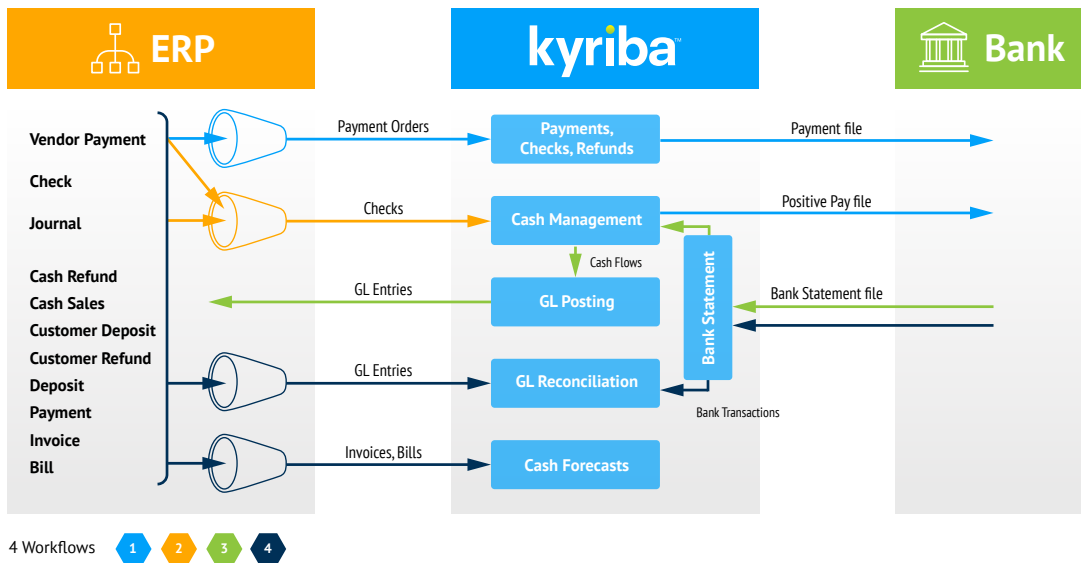 ERP
kyriba™
Bank
Vendor Payment
Check
Journal
Cash Refund
Cash Sales
Customer Deposit
Customer Refund
Deposit
Payment
Invoice
Bill
Payment Orders
Payments,
Checks, Refunds
Payment file
Checks
Cash Management
Positive Pay file
Cash Flows
GL Entries
GL Posting
Bank Statement
Bank Statement file
GL Entries
GL Reconciliation
Bank Transactions
Invoices, Bills
Cash Forecasts
4 Workflows
1
2
3
4